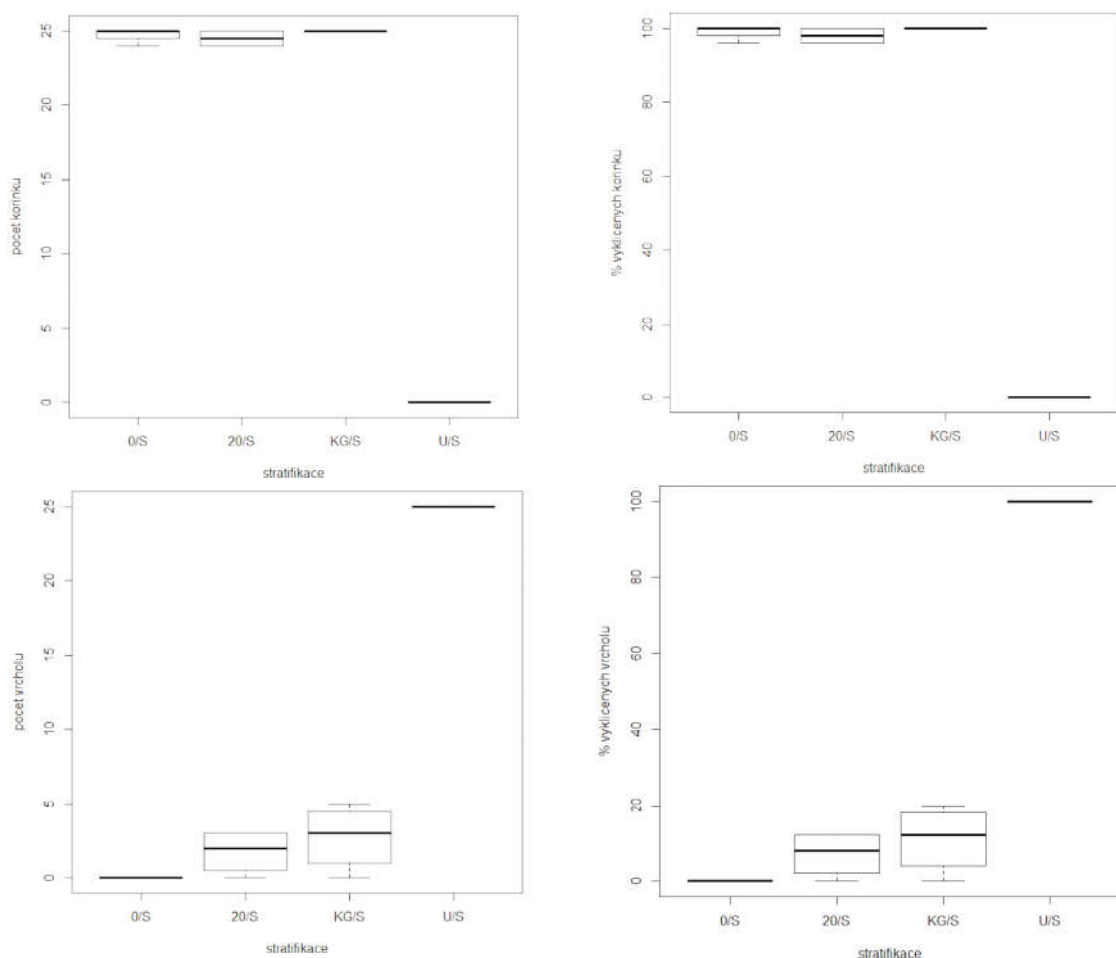 pocet korinku
25
20
15
10
5
0
0/S 20/S KG/S U/S
stratifikace
% vyklicenych korinku
100
80
60
40
20
0
0/S 20/S KG/S U/S
stratifikace
pocet vrcholu
25
20
15
10
5
0
0/S 20/S KG/S U/S
stratifikace
% vyklicenych vrcholu
100
80
60
40
20
0
0/S 20/S KG/S U/S
stratifikace